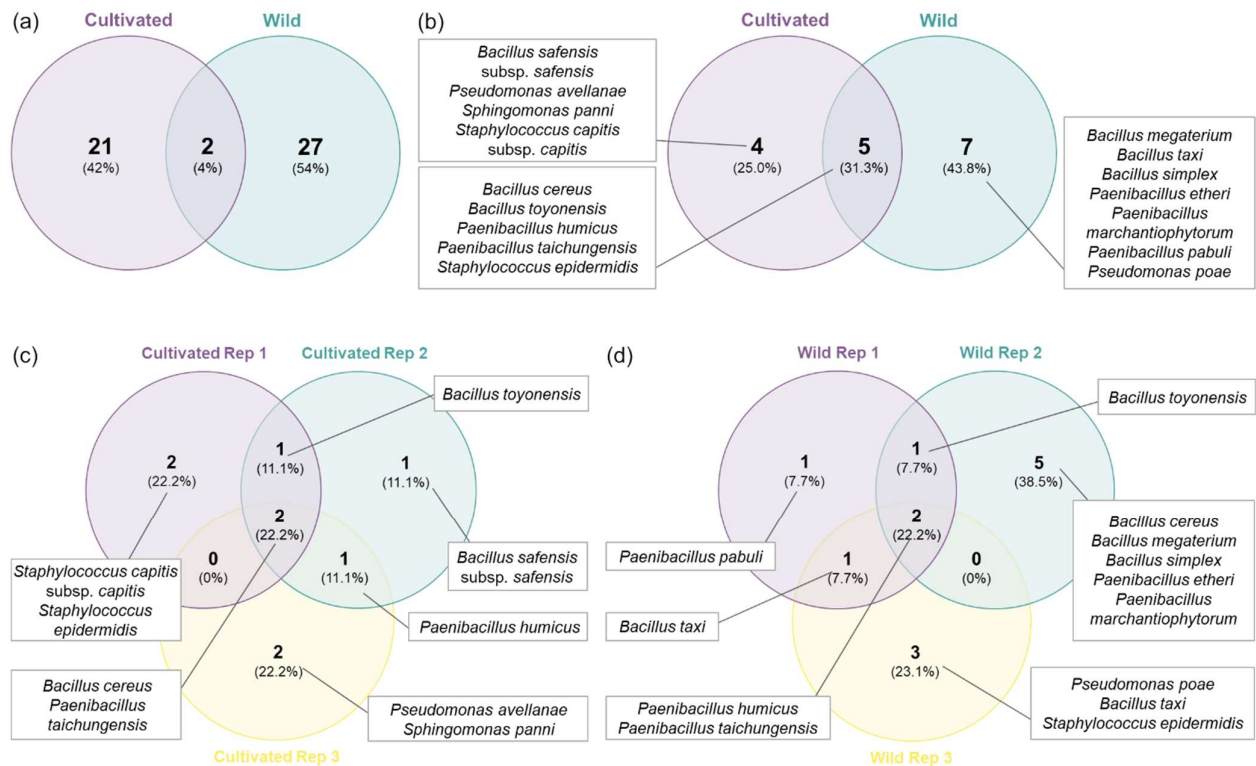 (a)
Cultivated
Wild
21
(42%)
2
(4%)
27
(54%)
(b)
Cultivated
Wild
Bacillus safensis
subsp. safensis
Pseudomonas avellanae
Sphingomonas panni
Staphylococcus capitis
subsp. capitis
Bacillus cereus
Bacillus toyonensis
Paenibacillus humicus
Paenibacillus taichungensis
Staphylococcus epidermidis
4
(25.0%)
5
(31.3%)
7
(43.8%)
Bacillus megaterium
Bacillus taxi
Bacillus simplex
Paenibacillus etheri
Paenibacillus
marchantiophytorum
Paenibacillus pabuli
Pseudomonas poae
(c)
Cultivated Rep 1
Cultivated Rep 2
Bacillus toyonensis
2
(22.2%)
1
(11.1%)
1
(11.1%)
2
(22.2%)
0
(0%)
1
(11.1%)
Staphylococcus capitis
subsp. capitis
Staphylococcus
epidermidis
Bacillus safensis
subsp. safensis
Paenibacillus humicus
2
(22.2%)
Bacillus cereus
Paenibacillus
taichungensis
Pseudomonas avellanae
Sphingomonas panni
Cultivated Rep 3
(d)
Wild Rep 1
Wild Rep 2
Bacillus toyonensis
1
(7.7%)
1
(7.7%)
5
(38.5%)
2
(22.2%)
1
(7.7%)
0
(0%)
Paenibacillus pabuli
Bacillus cereus
Bacillus megaterium
Bacillus simplex
Paenibacillus etheri
Paenibacillus
marchantiophytorum
Bacillus taxi
3
(23.1%)
Paenibacillus humicus
Paenibacillus taichungensis
Pseudomonas poae
Bacillus taxi
Staphylococcus epidermidis
Wild Rep 3